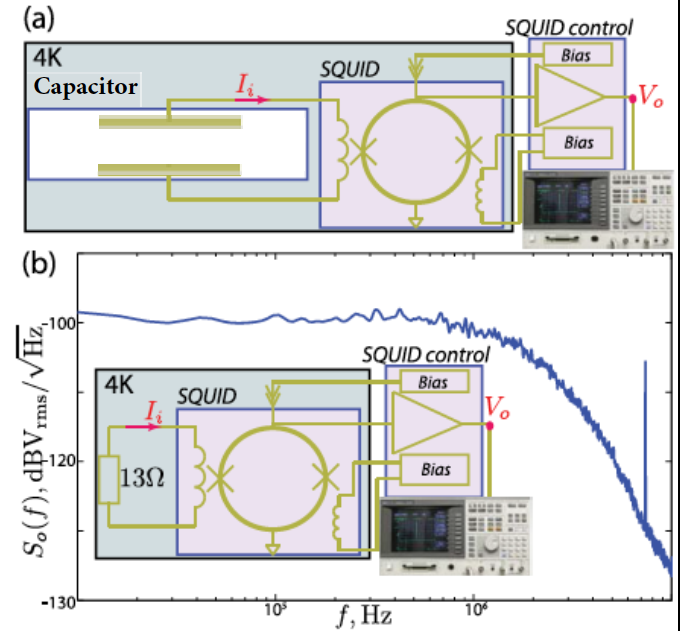 (a)
SQUID control
4K
Bias
Capacitor
I_i
SQUID
V_o
Bias
(b)
-100
SQUID control
4K
Bias
SQUID
I_i
V_o
13Ω
Bias
-120
S_o(f), dBV_rms/√Hz
-130
10^5
f, Hz
10^6